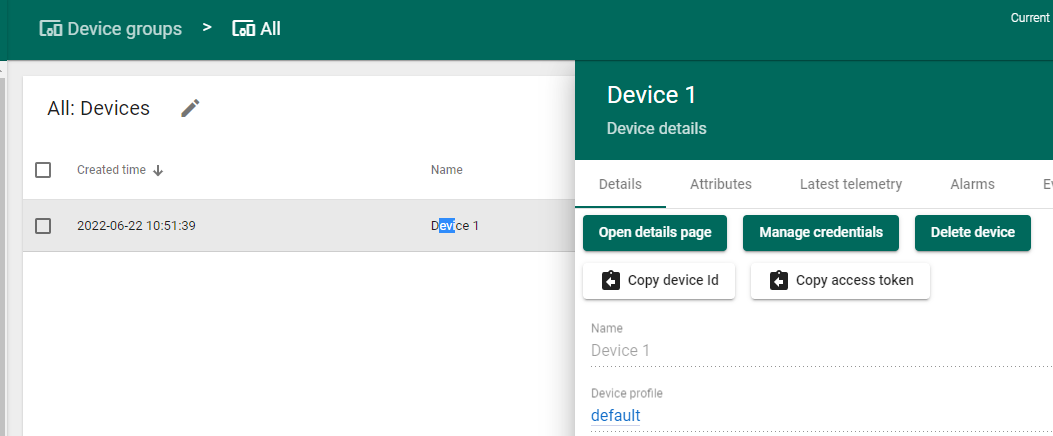 Device groups > All
Current
All: Devices
Created time
Name
2022-06-22 10:51:39
Device 1
Device 1
Device details
Details
Attributes
Latest telemetry
Alarms
Open details page
Manage credentials
Delete device
Copy device Id
Copy access token
Name
Device 1
Device profile
default